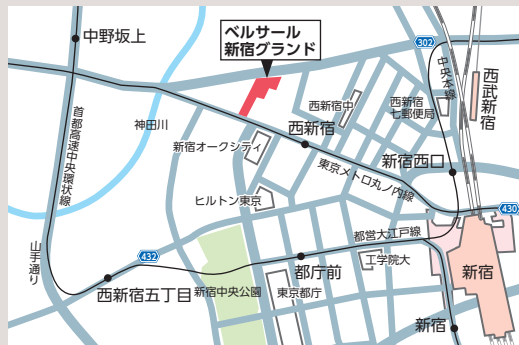 中野坂上
ベルサール
新宿グランド
302
中央本線
西武新宿
首都高速中央環状線
神田川
西新宿中
西新宿
七郵便局
新宿オークシティ
西新宿
新宿西口
東京メトロ丸ノ内線
ヒルトン東京
430
山手通り
432
都営大江戸線
西新宿五丁目
新宿中央公園
都庁前
工学院大
新宿
東京都庁
新宿